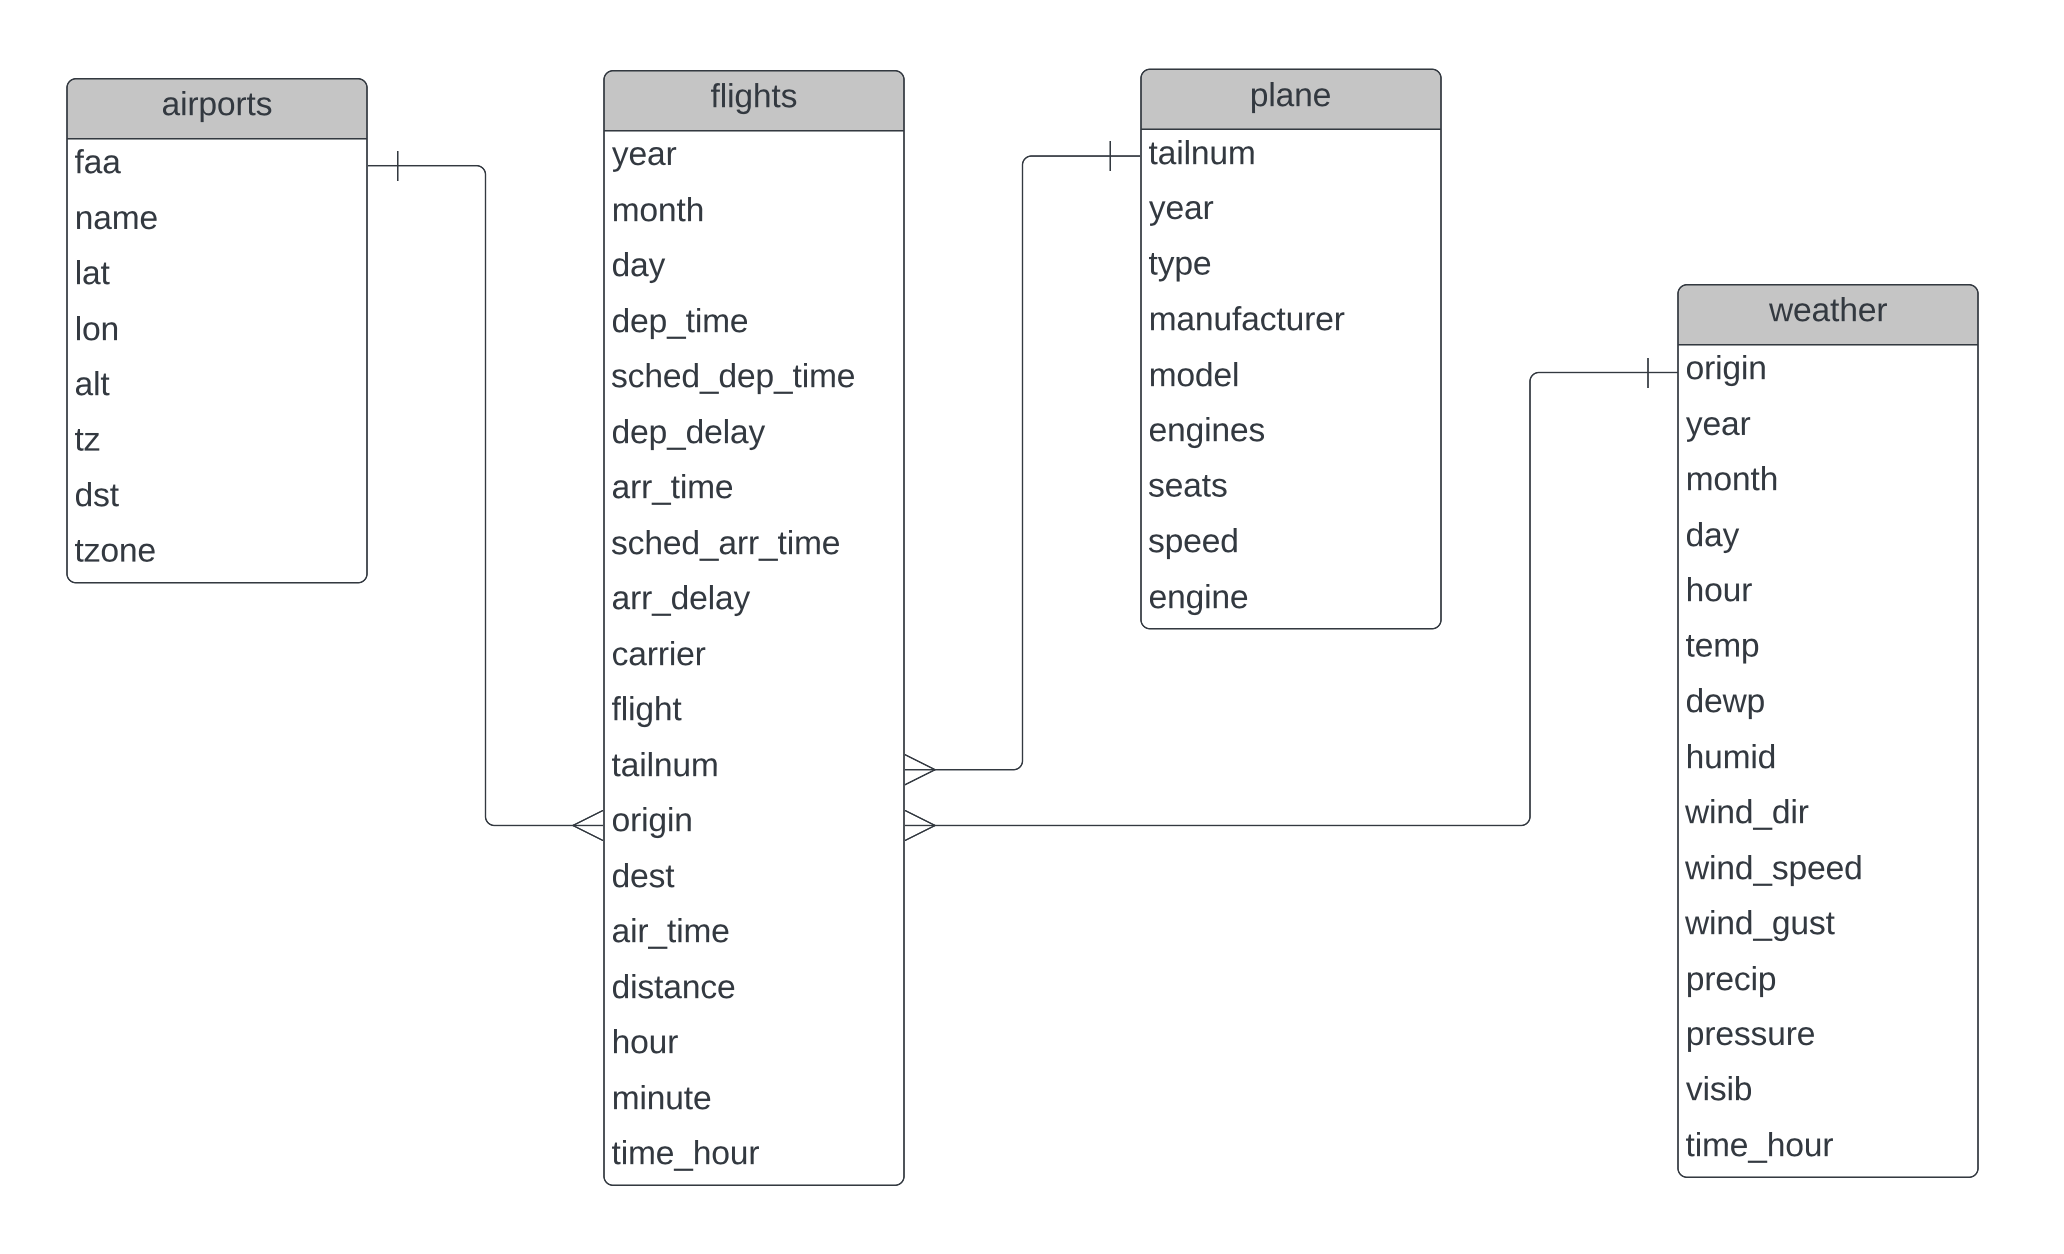 airports
faa
name
lat
lon
alt
tz
dst
tzone
flights
year
month
day
dep_time
sched_dep_time
dep_delay
arr_time
sched_arr_time
arr_delay
carrier
flight
tailnum
origin
dest
air_time
distance
hour
minute
time_hour
plane
tailnum
year
type
manufacturer
model
engines
seats
speed
engine
weather
origin
year
month
day
hour
temp
dewp
humid
wind_dir
wind_speed
wind_gust
precip
pressure
visib
time_hour